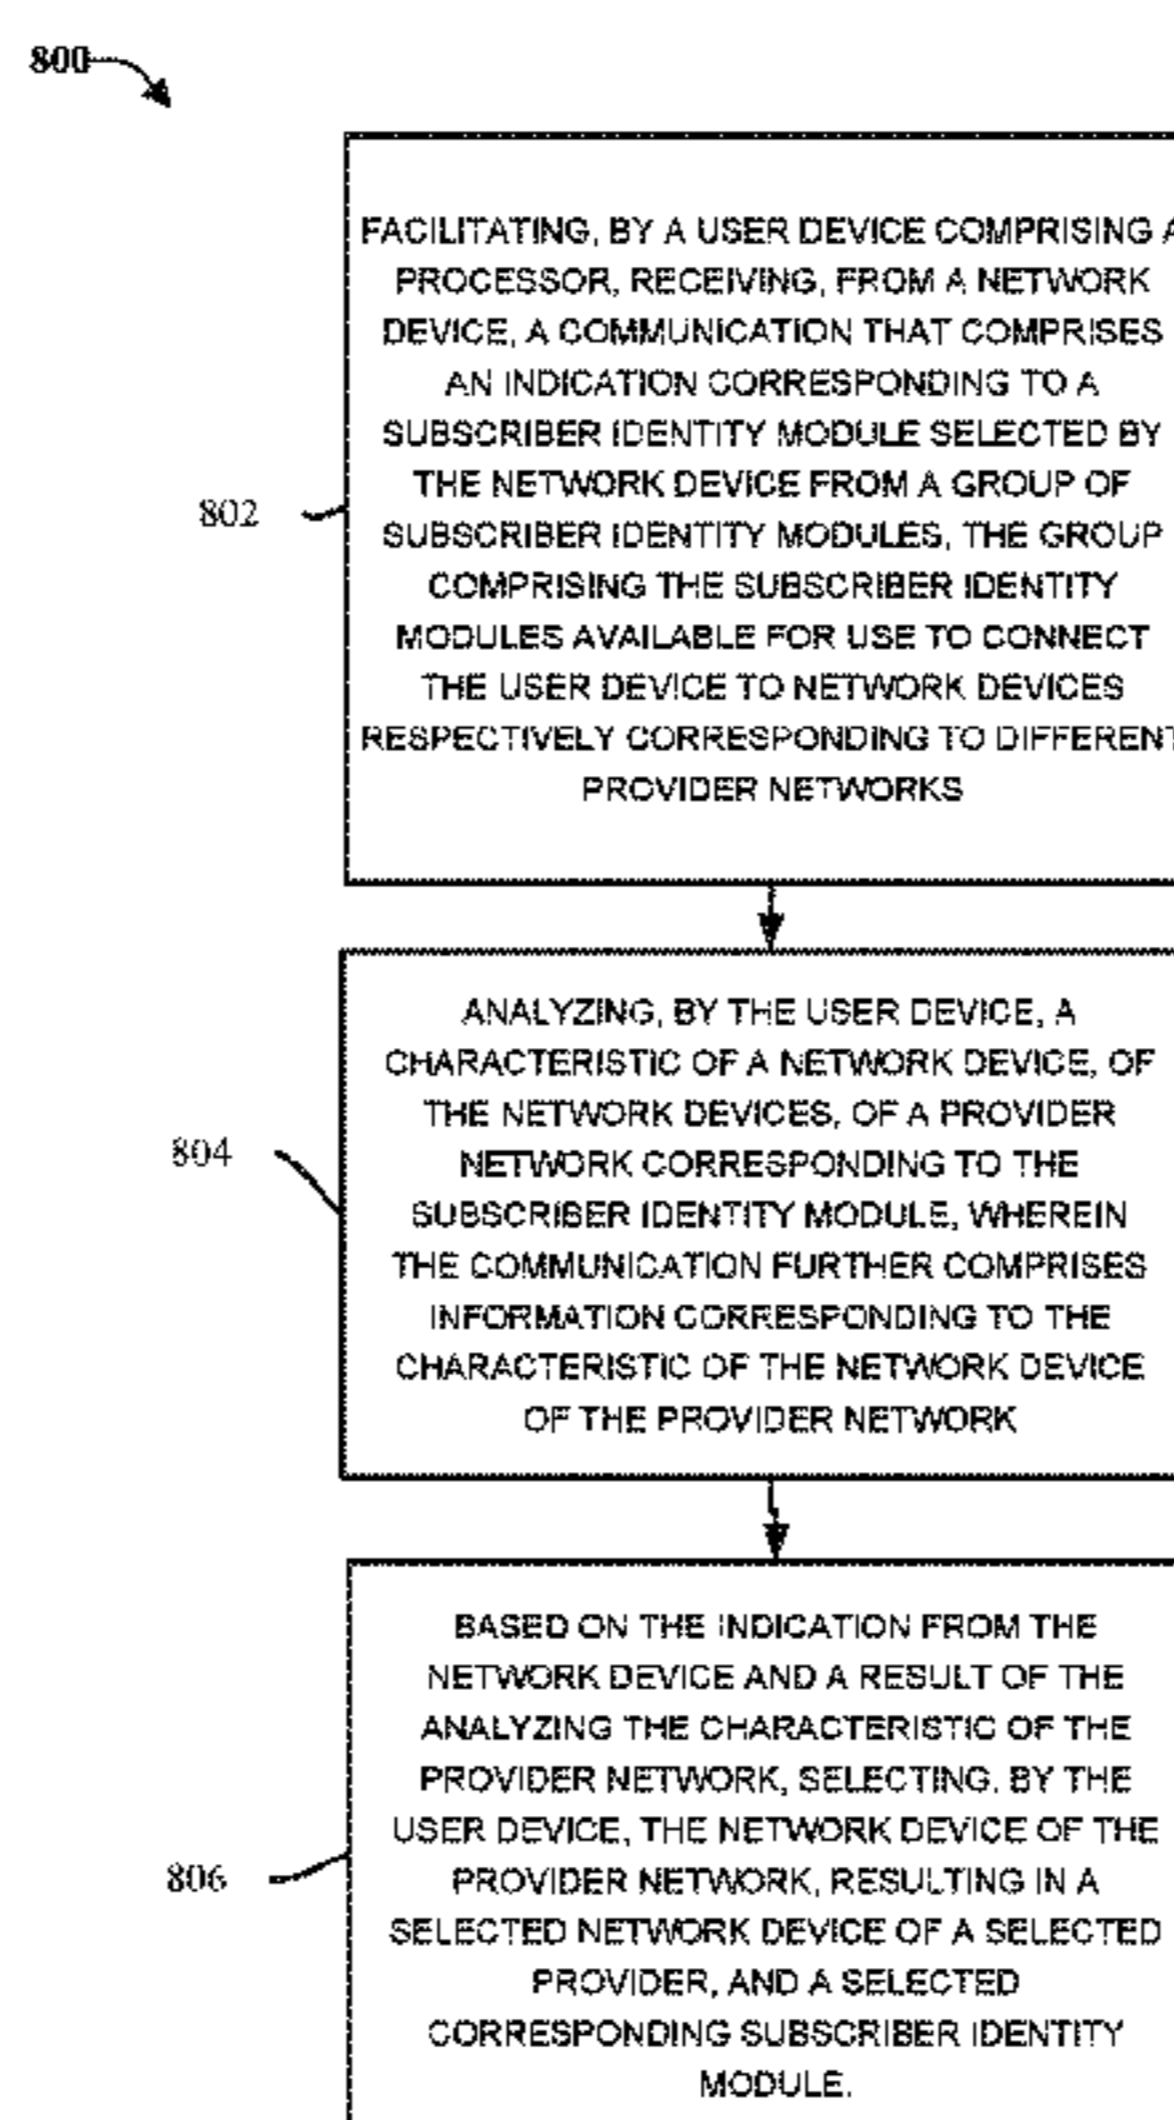 800
FACILITATING, BY A USER DEVICE COMPRISING A
PROCESSOR, RECEIVING, FROM A NETWORK
DEVICE, A COMMUNICATION THAT COMPRISES
AN INDICATION CORRESPONDING TO A
SUBSCRIBER IDENTITY MODULE SELECTED BY
THE NETWORK DEVICE FROM A GROUP OF
SUBSCRIBER IDENTITY MODULES, THE GROUP
COMPRISING THE SUBSCRIBER IDENTITY
MODULES AVAILABLE FOR USE TO CONNECT
THE USER DEVICE TO NETWORK DEVICES
RESPECTIVELY CORRESPONDING TO DIFFERENT
PROVIDER NETWORKS
802
ANALYZING, BY THE USER DEVICE, A
CHARACTERISTIC OF A NETWORK DEVICE, OF
THE NETWORK DEVICES, OF A PROVIDER
NETWORK CORRESPONDING TO THE
SUBSCRIBER IDENTITY MODULE, WHEREIN
THE COMMUNICATION FURTHER COMPRISES
INFORMATION CORRESPONDING TO THE
CHARACTERISTIC OF THE NETWORK DEVICE
OF THE PROVIDER NETWORK
804
BASED ON THE INDICATION FROM THE
NETWORK DEVICE AND A RESULT OF THE
ANALYZING THE CHARACTERISTIC OF THE
PROVIDER NETWORK, SELECTING, BY THE
USER DEVICE, THE NETWORK DEVICE OF THE
PROVIDER NETWORK, RESULTING IN A
SELECTED NETWORK DEVICE OF A SELECTED
PROVIDER, AND A SELECTED
CORRESPONDING SUBSCRIBER IDENTITY
MODULE.
806